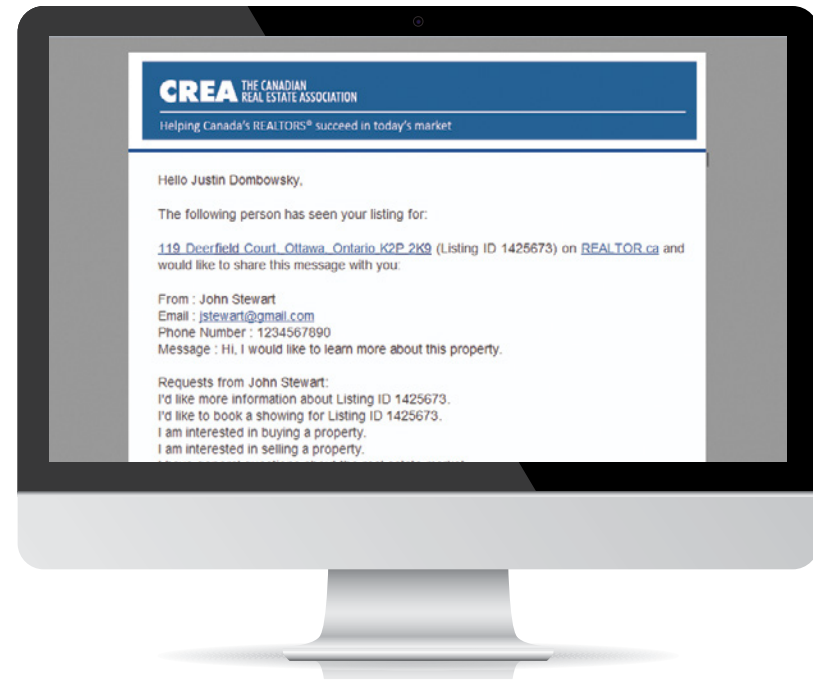 CREA THE CANADIAN
REAL ESTATE ASSOCIATION
Helping Canada's REALTORS® succeed in today's market
Hello Justin Dombowsky,
The following person has seen your listing for:
119 Deerfield Court, Ottawa, Ontario K2P 2K9 (Listing ID 1425673) on REALTOR.ca and
would like to share this message with you:
From : John Stewart
Email : jstewart@gmail.com
Phone Number : 1234567890
Message : Hi, I would like to learn more about this property.
Requests from John Stewart:
I'd like more information about Listing ID 1425673.
I'd like to book a showing for Listing ID 1425673.
I am interested in buying a property.
I am interested in selling a property.